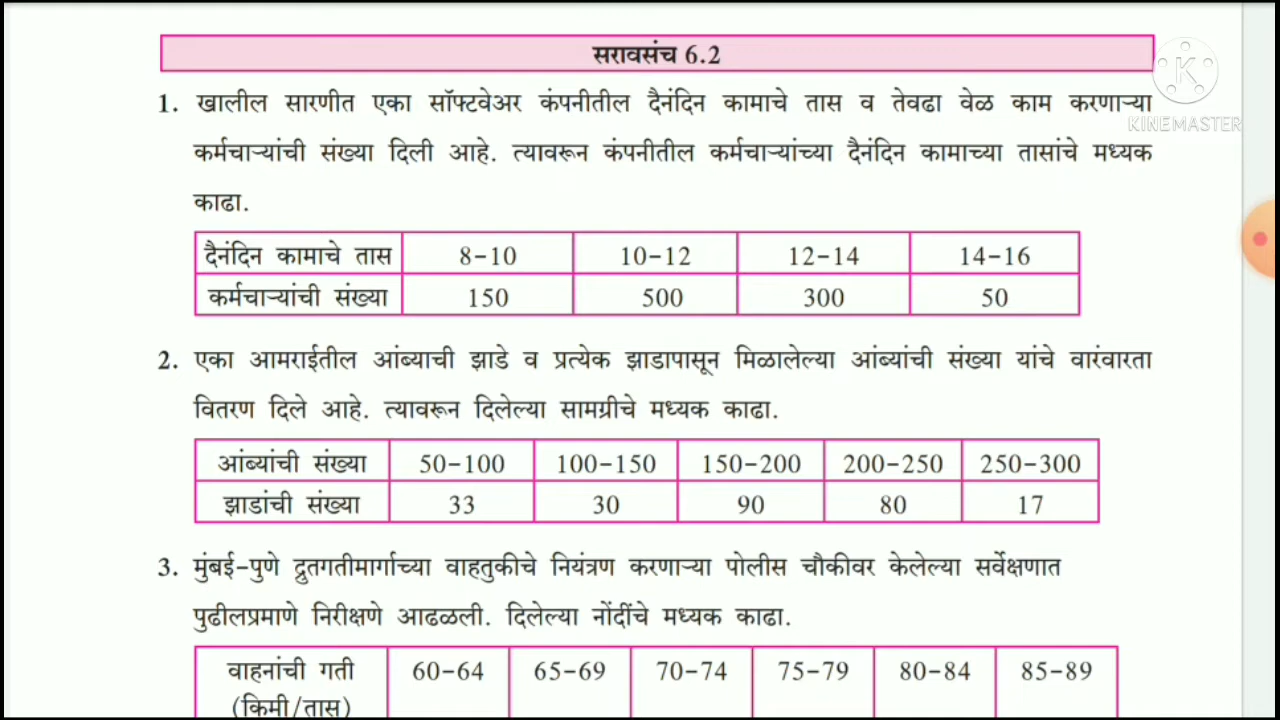 सरावसंच 6.2
K
KINEMASTER
1. खालील सारणीत एका सॉफ्टवेअर कंपनीतील दैनंदिन कामाचे तास व तेवढा वेळ काम करणाऱ्या
कर्मचाऱ्यांची संख्या दिली आहे. त्यावरून कंपनीतील कर्मचाऱ्यांच्या दैनंदिन कामाच्या तासांचे मध्यक
काढा.
दैनंदिन कामाचे तास 8-10 10-12 12-14 14-16
कर्मचाऱ्यांची संख्या 150 500 300 50
2. एका आमराईतील आंब्याची झाडे व प्रत्येक झाडापासून मिळालेल्या आंब्यांची संख्या यांचे वारंवारता
वितरण दिले आहे. त्यावरून दिलेल्या सामग्रीचे मध्यक काढा.
आंब्यांची संख्या 50-100 100-150 150-200 200-250 250-300
झाडांची संख्या 33 30 90 80 17
3. मुंबई-पुणे द्रुतगतीमार्गाच्या वाहतुकीचे नियंत्रण करणाऱ्या पोलीस चौकीवर केलेल्या सर्वेक्षणात
पुढीलप्रमाणे निरीक्षणे आढळली. दिलेल्या नोंदींचे मध्यक काढा.
वाहनांची गती 60-64 65-69 70-74 75-79 80-84 85-89
(किमी/तास)